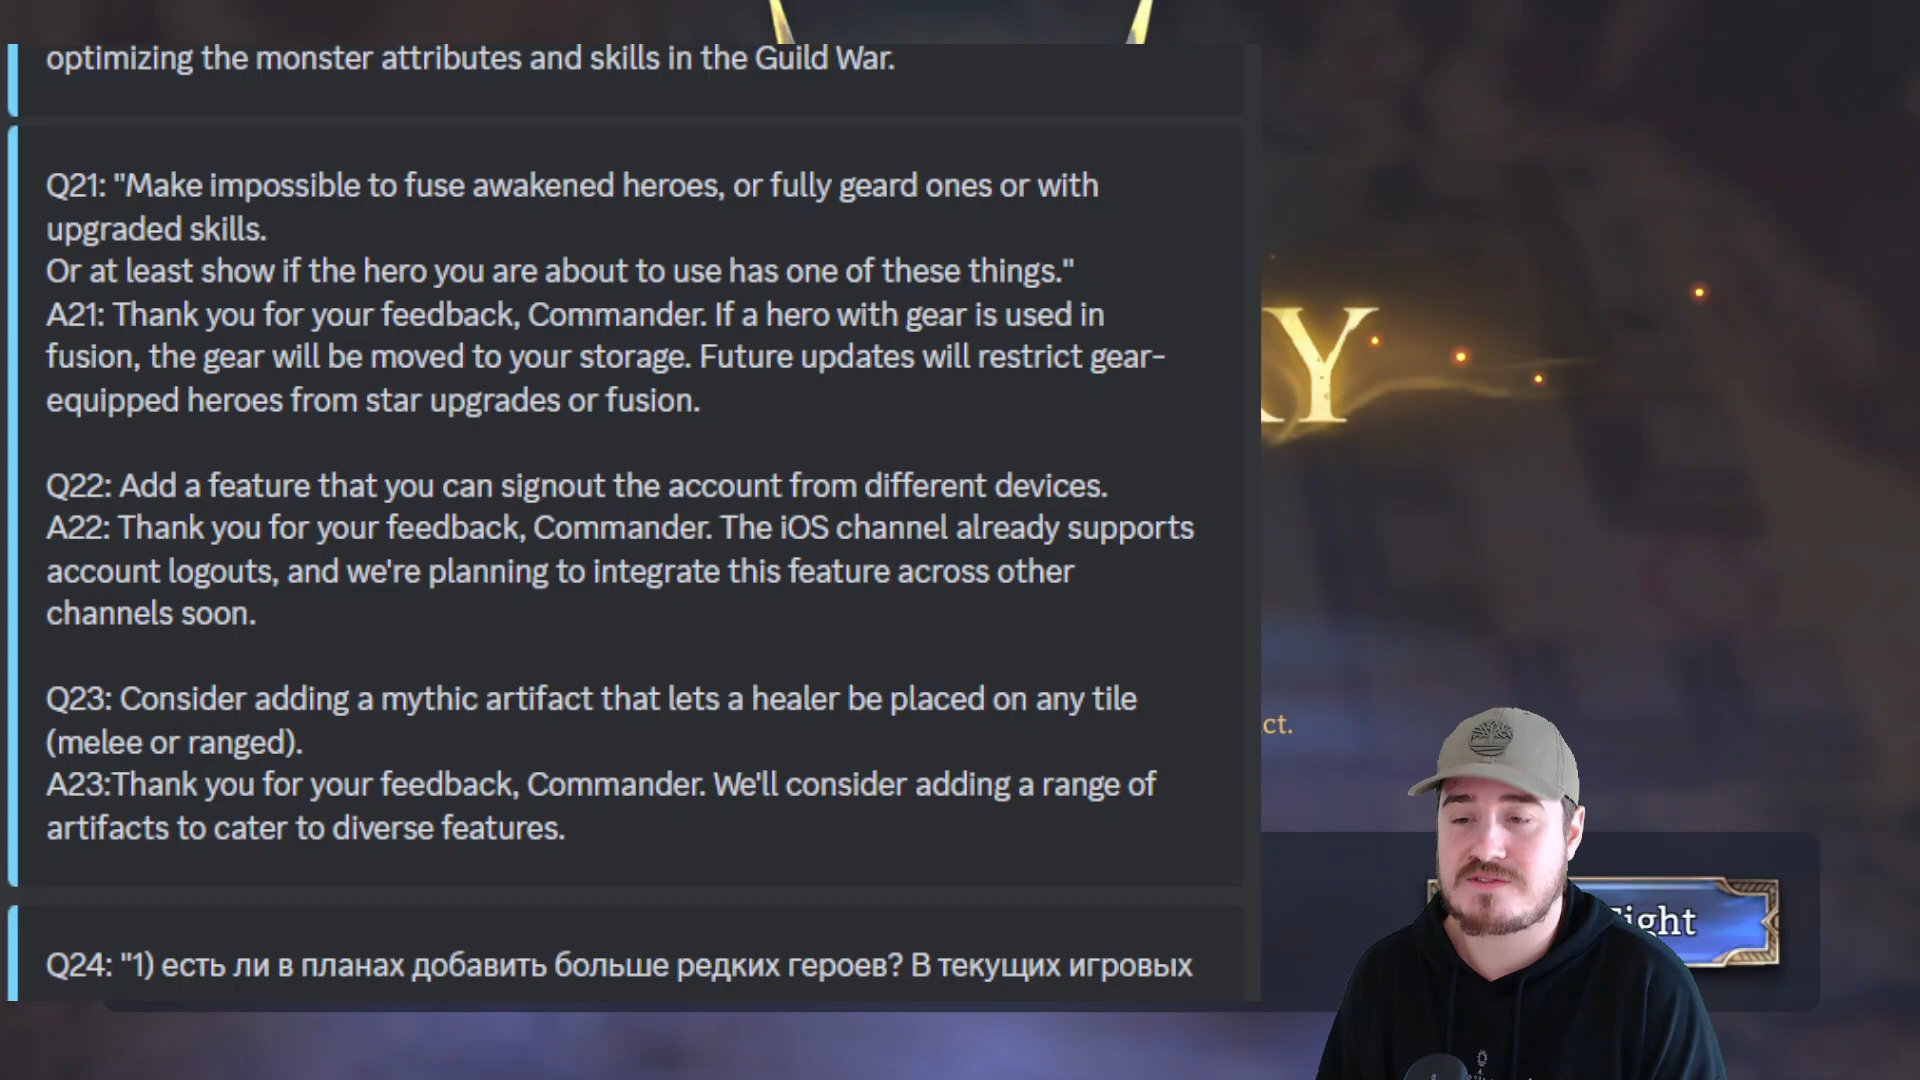 optimizing the monster attributes and skills in the Guild War.
Q21: "Make impossible to fuse awakened heroes, or fully geard ones or with
upgraded skills.
Or at least show if the hero you are about to use has one of these things."
A21: Thank you for your feedback, Commander. If a hero with gear is used in
fusion, the gear will be moved to your storage. Future updates will restrict gear-
equipped heroes from star upgrades or fusion.
Q22: Add a feature that you can signout the account from different devices.
A22: Thank you for your feedback, Commander. The iOS channel already supports
account logouts, and we're planning to integrate this feature across other
channels soon.
Q23: Consider adding a mythic artifact that lets a healer be placed on any tile
(melee or ranged).
A23:Thank you for your feedback, Commander. We'll consider adding a range of
artifacts to cater to diverse features.
Q24: "1) есть ли в планах добавить больше редких героев? В текущих игровых
Y
ct.
Fight